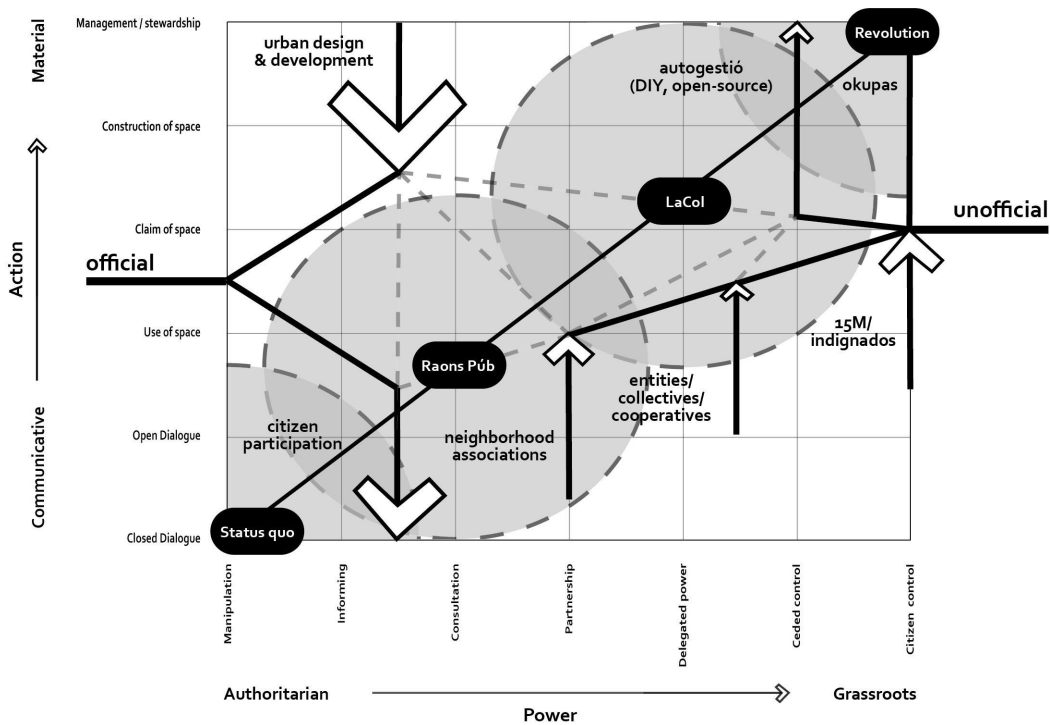 Management / stewardship
Material
urban design
& development
Revolution
autogestió
(DIY, open-source)
okupas
Construction of space
LaCol
Claim of space
unofficial
official
Action
Use of space
15M/
indignados
Raons Púb
entities/
collectives/
cooperatives
citizen
participation
neighborhood
associations
Open Dialogue
Communicative
Status quo
Closed Dialogue
Manipulation
Informing
Consultation
Partnership
Delegated power
Ceded control
Citizen control
Authoritarian
Grassroots
Power